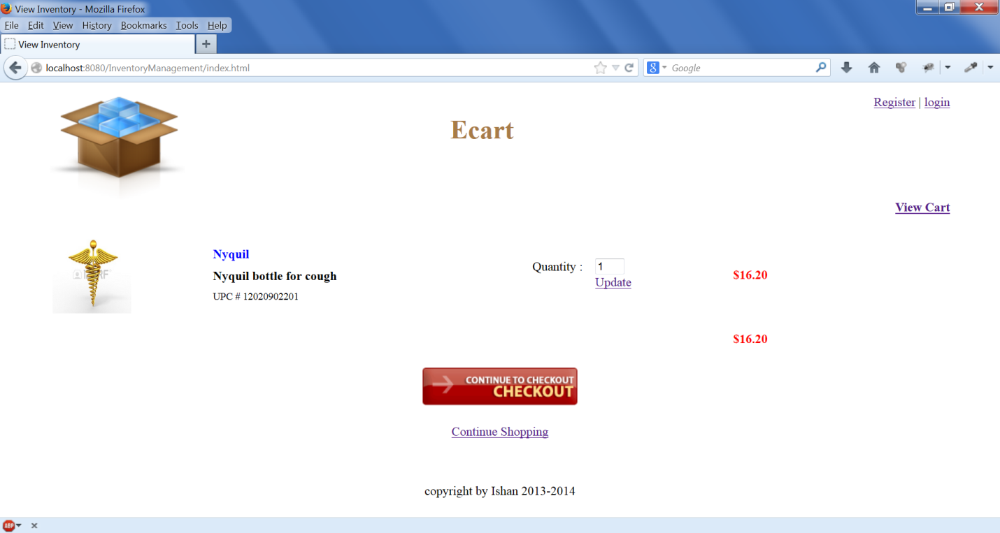 View Inventory - Mozilla Firefox
File Edit View History Bookmarks Tools Help
View Inventory
localhost:8080/InventoryManagement/index.html
8 Google
Register | login
Ecart
View Cart
Nyquil
Nyquil bottle for cough
UPC # 12020902201
Quantity : 1
Update
$16.20
$16.20
CONTINUE TO CHECKOUT
CHECKOUT
Continue Shopping
copyright by Ishan 2013-2014
ABP